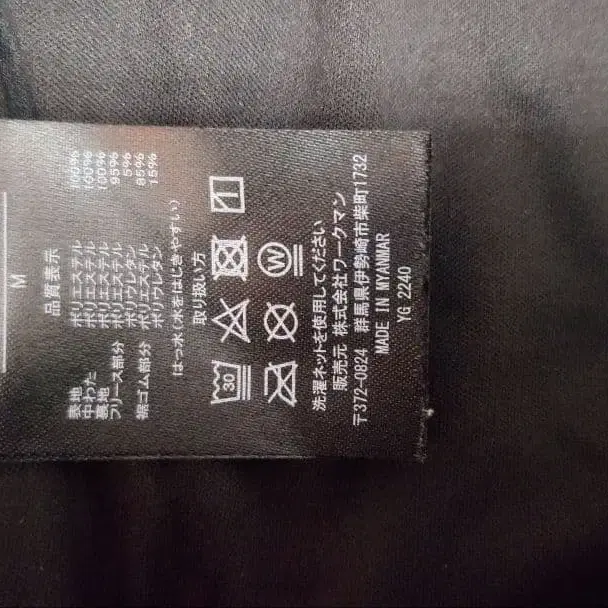 M
品質表示
表地 ポリエステル 100%
中わた ポリエステル 100%
裏地 ポリエステル 100%
フリース部分 ポリエステル 95%
ポリウレタン 5%
裾ゴム部分 ポリエステル 85%
ポリウレタン 15%
はっ水(水をはじきやすい)
取り扱い方
30
W
洗濯ネットを使用してください
販売元 株式会社ワークマン
〒372-0824 群馬県伊勢崎市柴町1732
MADE IN MYANMAR
YG 2240